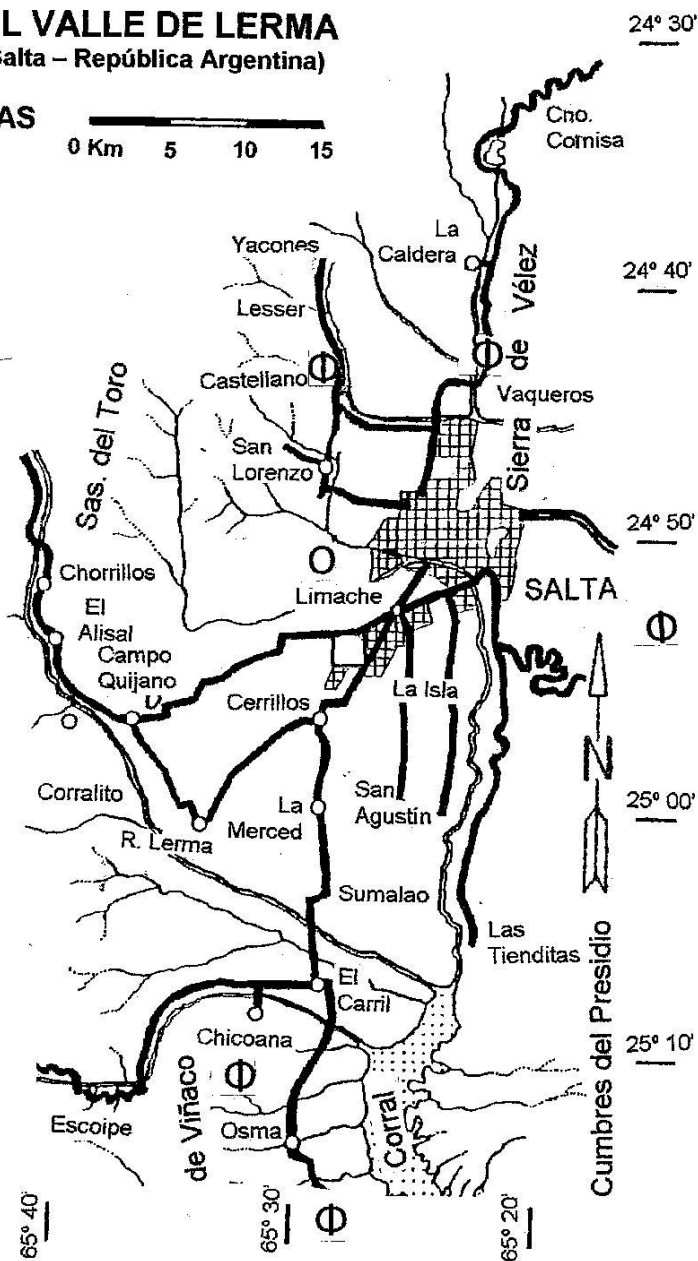 L VALLE DE LERMA
Salta – República Argentina)
AS
0 Km 5 10 15
24° 30'
Cno.
Cornisa
La
Caldera
Yacones
24° 40'
Lesser
de Vélez
Sierra
Castellano
Vaqueros
Sas. del Toro
San
Lorenzo
24° 50'
Chorrillos
Limache
SALTA
El
Alisal
Campo
Quijano
La Isla
Cerrillos
N
Corralito
La
Merced
San
Agustín
25° 00'
R. Lerma
Sumalao
Las
Tienditas
El
Carril
Cumbres del Presidio
Chicoana
25° 10'
de Viñaco
Escoipe
Osma
Corral
65° 40'
65° 30'
65° 20'